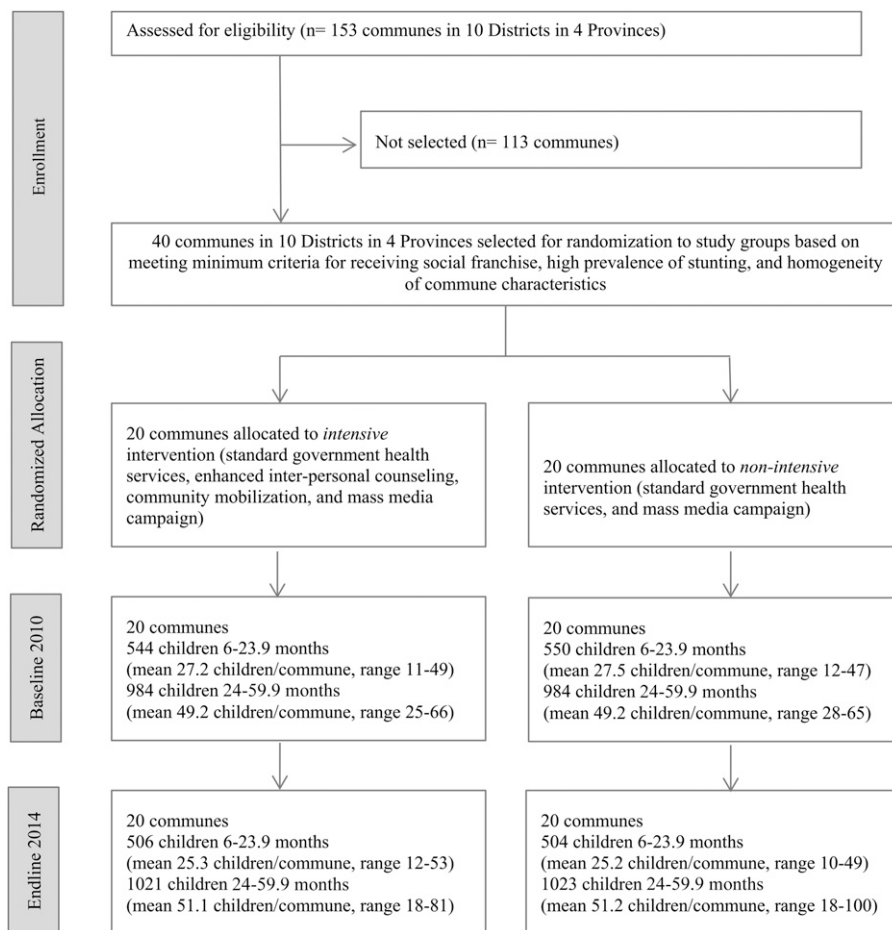 Enrollment
Assessed for eligibility (n= 153 communes in 10 Districts in 4 Provinces)
Not selected (n= 113 communes)
40 communes in 10 Districts in 4 Provinces selected for randomization to study groups based on
meeting minimum criteria for receiving social franchise, high prevalence of stunting, and homogeneity
of commune characteristics
Randomized Allocation
20 communes allocated to intensive
intervention (standard government health
services, enhanced inter-personal counseling,
community mobilization, and mass media
campaign)
20 communes allocated to non-intensive
intervention (standard government health
services, and mass media campaign)
Baseline 2010
20 communes
544 children 6-23.9 months
(mean 27.2 children/commune, range 11-49)
984 children 24-59.9 months
(mean 49.2 children/commune, range 25-66)
20 communes
550 children 6-23.9 months
(mean 27.5 children/commune, range 12-47)
984 children 24-59.9 months
(mean 49.2 children/commune, range 28-65)
Endline 2014
20 communes
506 children 6-23.9 months
(mean 25.3 children/commune, range 12-53)
1021 children 24-59.9 months
(mean 51.1 children/commune, range 18-81)
20 communes
504 children 6-23.9 months
(mean 25.2 children/commune, range 10-49)
1023 children 24-59.9 months
(mean 51.2 children/commune, range 18-100)